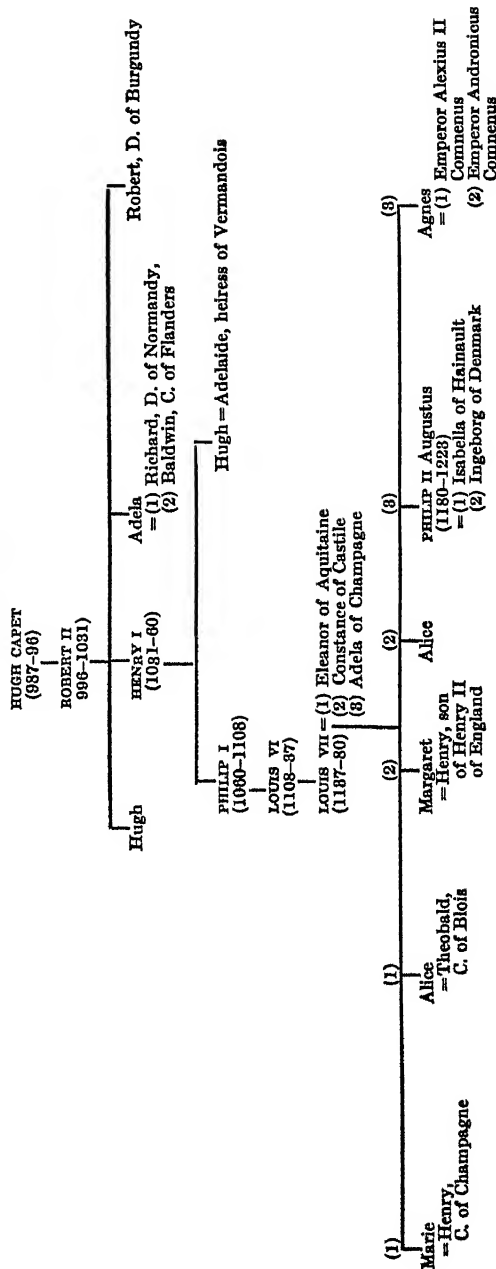 HUGH CAPET
(987–96)
ROBERT II
996–1031)
Hugh
HENRY I
(1031–60)
Adela
=(1) Richard, D. of Normandy,
(2) Baldwin, C. of Flanders
Robert, D. of Burgundy
PHILIP I
(1060–1108)
Hugh=Adelaide, heiress of Vermandois
LOUIS VI
(1108–37)
LOUIS VII=(1) Eleanor of Aquitaine
(1137–80) (2) Constance of Castile
(3) Adela of Champagne
(1)
Marie
=Henry,
C. of Champagne
(1)
Alice
=Theobald,
C. of Blois
(2)
Margaret
=Henry, son
of Henry II
of England
(2)
Alice
(3)
PHILIP II Augustus
(1180–1223)
=(1) Isabella of Hainault
(2) Ingeborg of Denmark
(3)
Agnes
=(1) Emperor Alexius II
Comnenus
(2) Emperor Andronicus
Comnenus